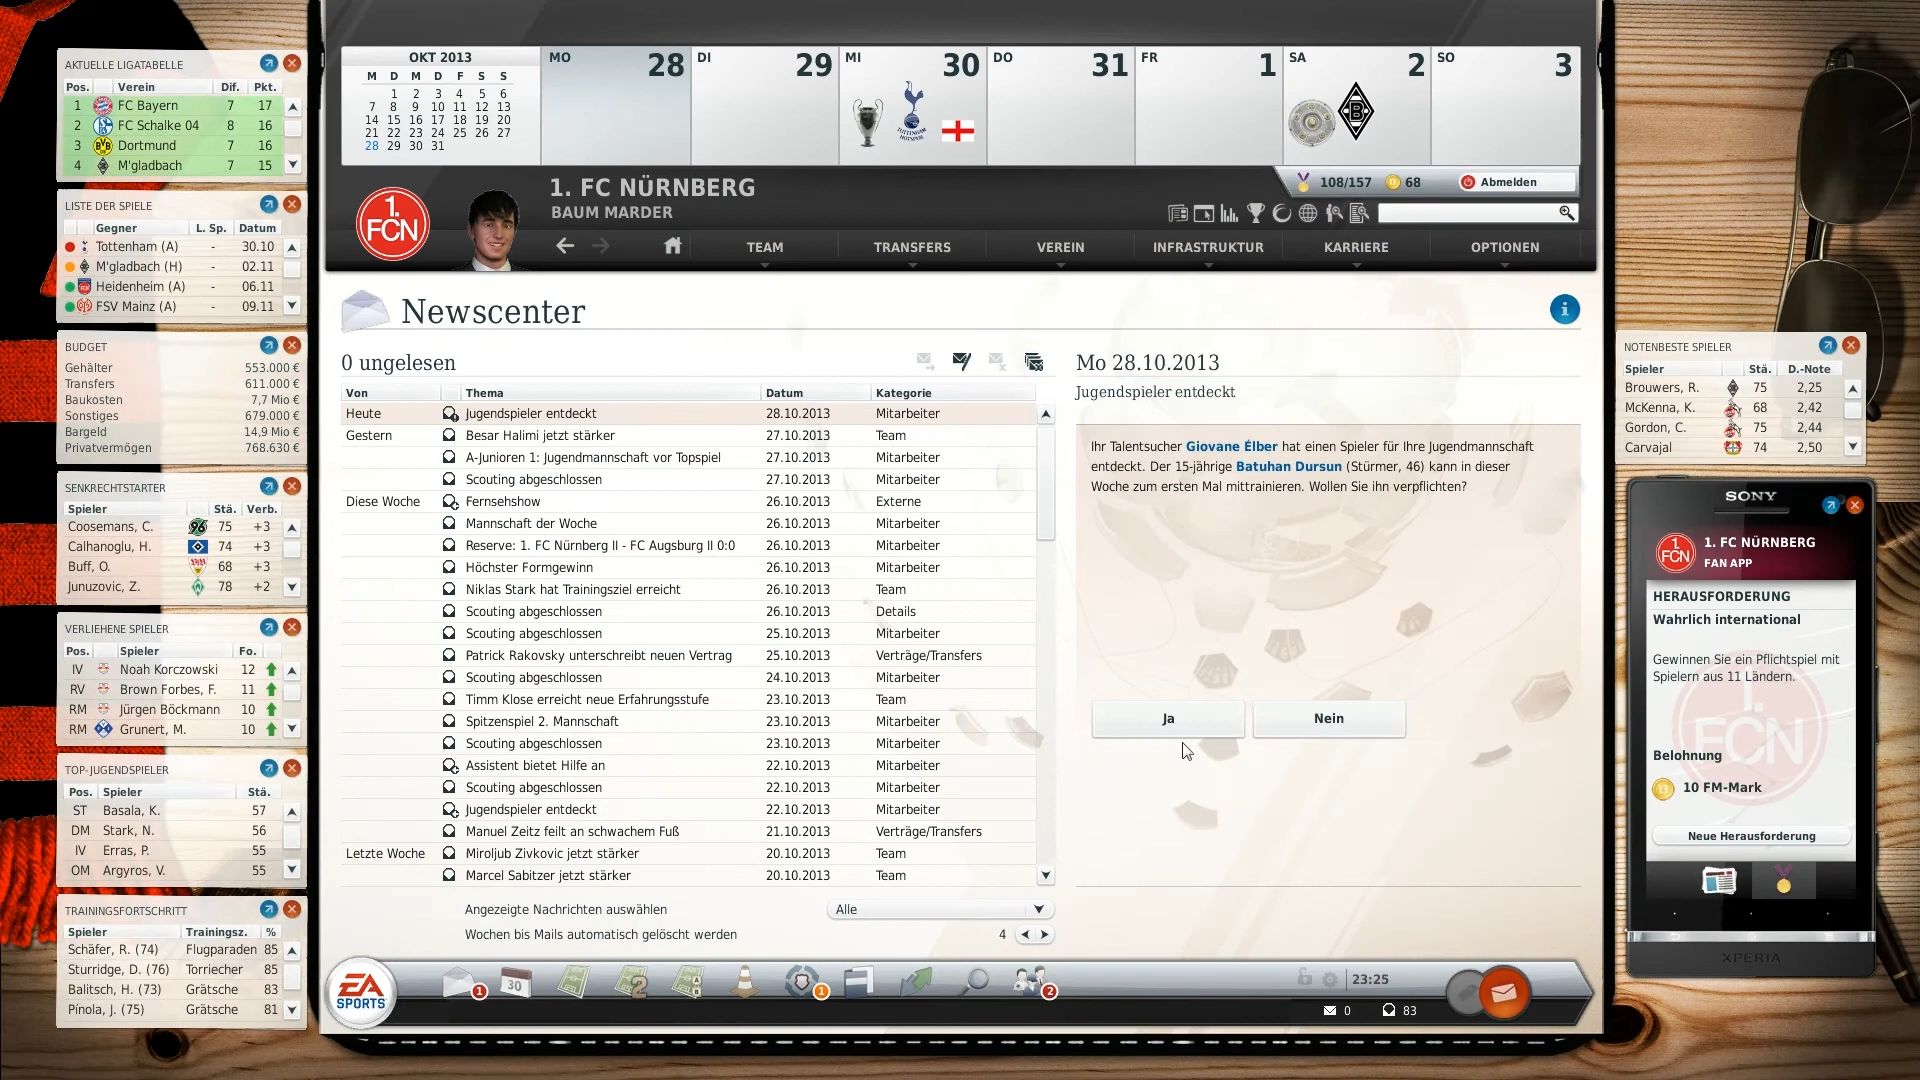 AKTUELLE LIGATABELLE
Pos. Verein Dif. Pkt.
1 FC Bayern 7 17
2 FC Schalke 04 8 16
3 Dortmund 7 16
4 M'gladbach 7 15
LISTE DER SPIELE
Gegner L. Sp. Datum
Tottenham (A) - 30.10
M'gladbach (H) - 02.11
Heidenheim (A) - 06.11
FSV Mainz (A) - 09.11
BUDGET
Gehälter 553.000 €
Transfers 611.000 €
Baukosten 7,7 Mio €
Sonstiges 679.000 €
Bargeld 14,9 Mio €
Privatvermögen 768.630 €
SENKRECHTSTARTER
Spieler Stä. Verb.
Coosemans, C. 75 +3
Calhanoglu, H. 74 +3
Buff, O. 68 +3
Junuzovic, Z. 78 +2
VERLIEHENE SPIELER
Pos. Spieler Fo.
IV Noah Korczowski 12
RV Brown Forbes, F. 11
RM Jürgen Böckmann 10
RM Grunert, M. 10
TOP-JUGENDSPIELER
Pos. Spieler Stä.
ST Basala, K. 57
DM Stark, N. 56
IV Erras, P. 55
OM Argyros, V. 55
TRAININGSFORTSCHRITT
Spieler Trainingsz. %
Schäfer, R. (74) Flugparaden 85
Sturridge, D. (76) Torriecher 85
Balitsch, H. (73) Grätsche 83
Pínola, J. (75) Grätsche 81
OKT 2013
M D M D F S S
1 2 3 4 5 6
7 8 9 10 11 12 13
14 15 16 17 18 19 20
21 22 23 24 25 26 27
28 29 30 31
MO 28 DI 29 MI 30 DO 31 FR 1 SA 2 SO 3
TOTTENHAM HOTSPUR
108/157 68 Abmelden
1. FCN
1. FC NÜRNBERG
BAUM MARDER
TEAM TRANSFERS VEREIN INFRASTRUKTUR KARRIERE OPTIONEN
Newscenter
0 ungelesen
Von Thema Datum Kategorie
Heute Jugendspieler entdeckt 28.10.2013 Mitarbeiter
Gestern Besar Halimi jetzt stärker 27.10.2013 Team
A-Junioren 1: Jugendmannschaft vor Topspiel 27.10.2013 Mitarbeiter
Scouting abgeschlossen 27.10.2013 Mitarbeiter
Diese Woche Fernsehshow 26.10.2013 Externe
Mannschaft der Woche 26.10.2013 Mitarbeiter
Reserve: 1. FC Nürnberg II - FC Augsburg II 0:0 26.10.2013 Mitarbeiter
Höchster Formgewinn 26.10.2013 Mitarbeiter
Niklas Stark hat Trainingsziel erreicht 26.10.2013 Team
Scouting abgeschlossen 26.10.2013 Details
Scouting abgeschlossen 25.10.2013 Mitarbeiter
Patrick Rakovsky unterschreibt neuen Vertrag 25.10.2013 Verträge/Transfers
Scouting abgeschlossen 24.10.2013 Mitarbeiter
Timm Klose erreicht neue Erfahrungsstufe 23.10.2013 Team
Spitzenspiel 2. Mannschaft 23.10.2013 Mitarbeiter
Scouting abgeschlossen 23.10.2013 Mitarbeiter
Assistent bietet Hilfe an 22.10.2013 Mitarbeiter
Scouting abgeschlossen 22.10.2013 Mitarbeiter
Jugendspieler entdeckt 22.10.2013 Mitarbeiter
Manuel Zeitz feilt an schwachem Fuß 21.10.2013 Verträge/Transfers
Letzte Woche Miroljub Zivkovic jetzt stärker 20.10.2013 Team
Marcel Sabitzer jetzt stärker 20.10.2013 Team
Angezeigte Nachrichten auswählen Alle
Wochen bis Mails automatisch gelöscht werden 4
Mo 28.10.2013
Jugendspieler entdeckt
Ihr Talentsucher Giovane Élber hat einen Spieler für Ihre Jugendmannschaft
entdeckt. Der 15-jährige Batuhan Dursun (Stürmer, 46) kann in dieser
Woche zum ersten Mal mittrainieren. Wollen Sie ihn verpflichten?
Ja Nein
EA SPORTS
1 30 2 1 2
23:25
0 83
NOTENBESTE SPIELER
Spieler Stä. D.-Note
Brouwers, R. 75 2,25
McKenna, K. 68 2,42
Gordon, C. 75 2,44
Carvajal 74 2,50
SONY
1. FCN
1. FC NÜRNBERG
FAN APP
HERAUSFORDERUNG
Wahrlich international
Gewinnen Sie ein Pflichtspiel mit
Spielern aus 11 Ländern.
FCN
Belohnung
13 10 FM-Mark
Neue Herausforderung
XPERIA